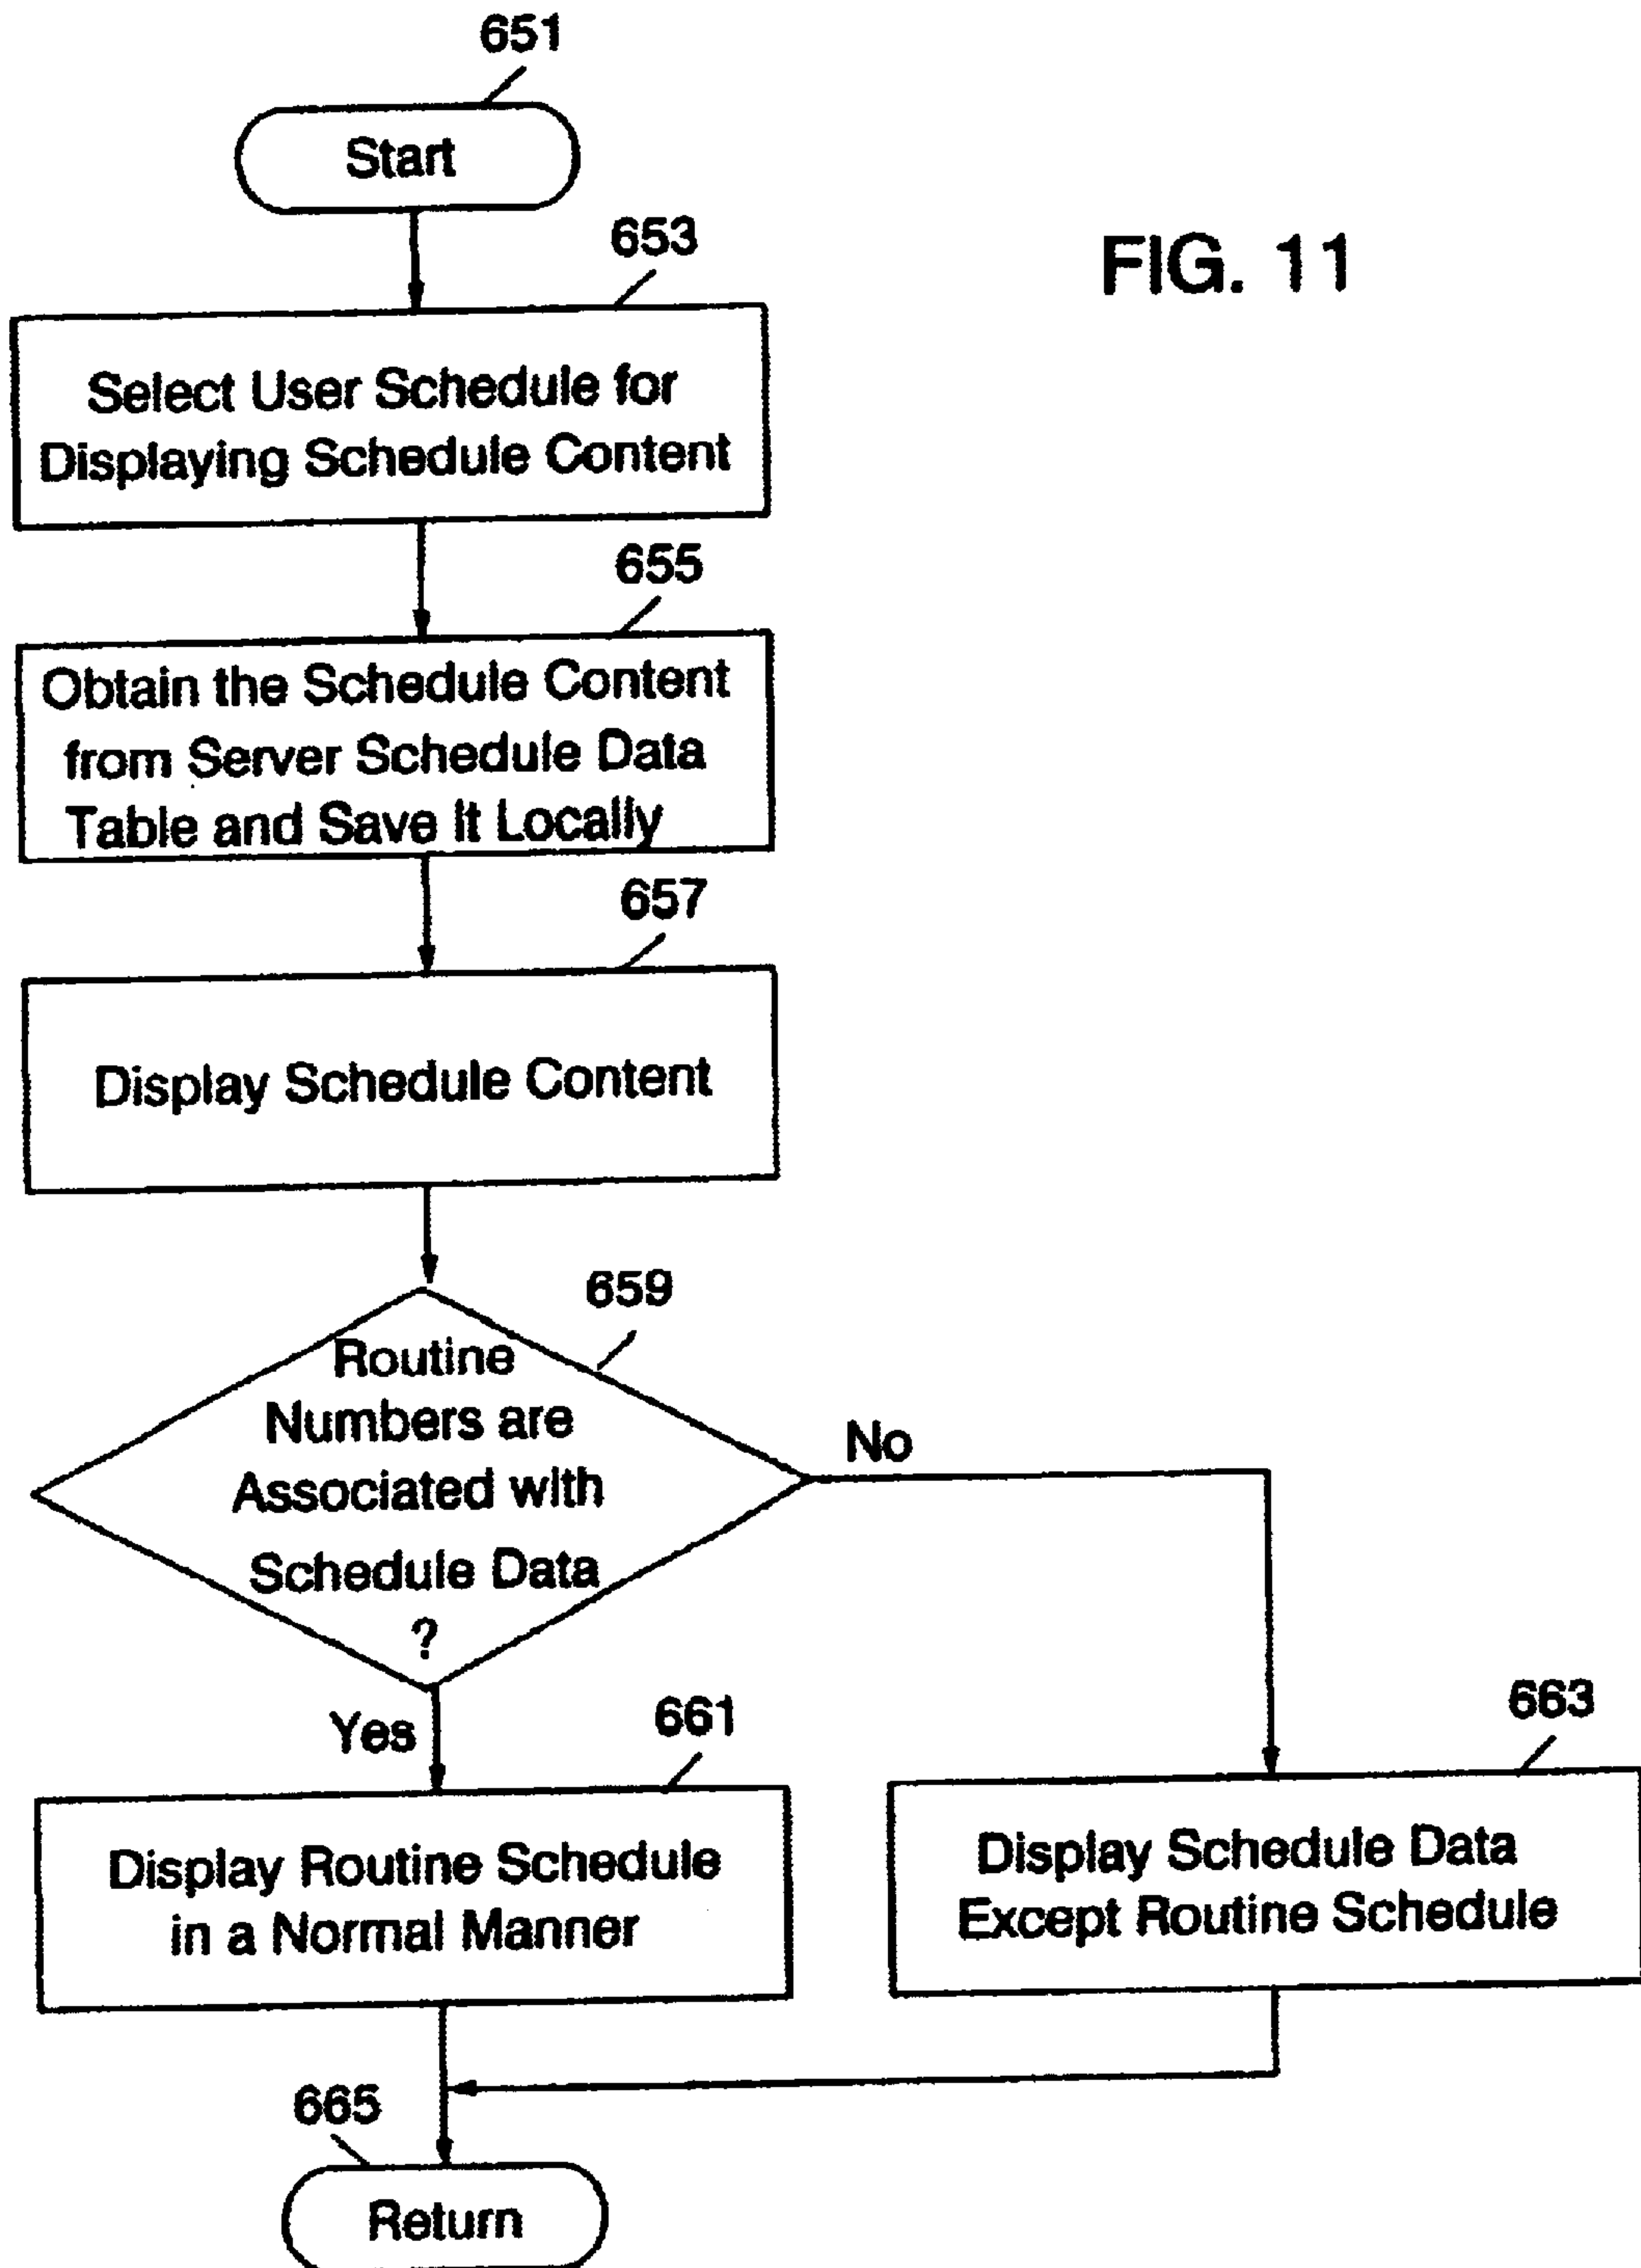 651
Start
FIG. 11
653
Select User Schedule for
Displaying Schedule Content
655
Obtain the Schedule Content
from Server Schedule Data
Table and Save It Locally
657
Display Schedule Content
659
Routine
Numbers are
Associated with
Schedule Data
?
No
Yes
661
Display Routine Schedule
in a Normal Manner
663
Display Schedule Data
Except Routine Schedule
665
Return